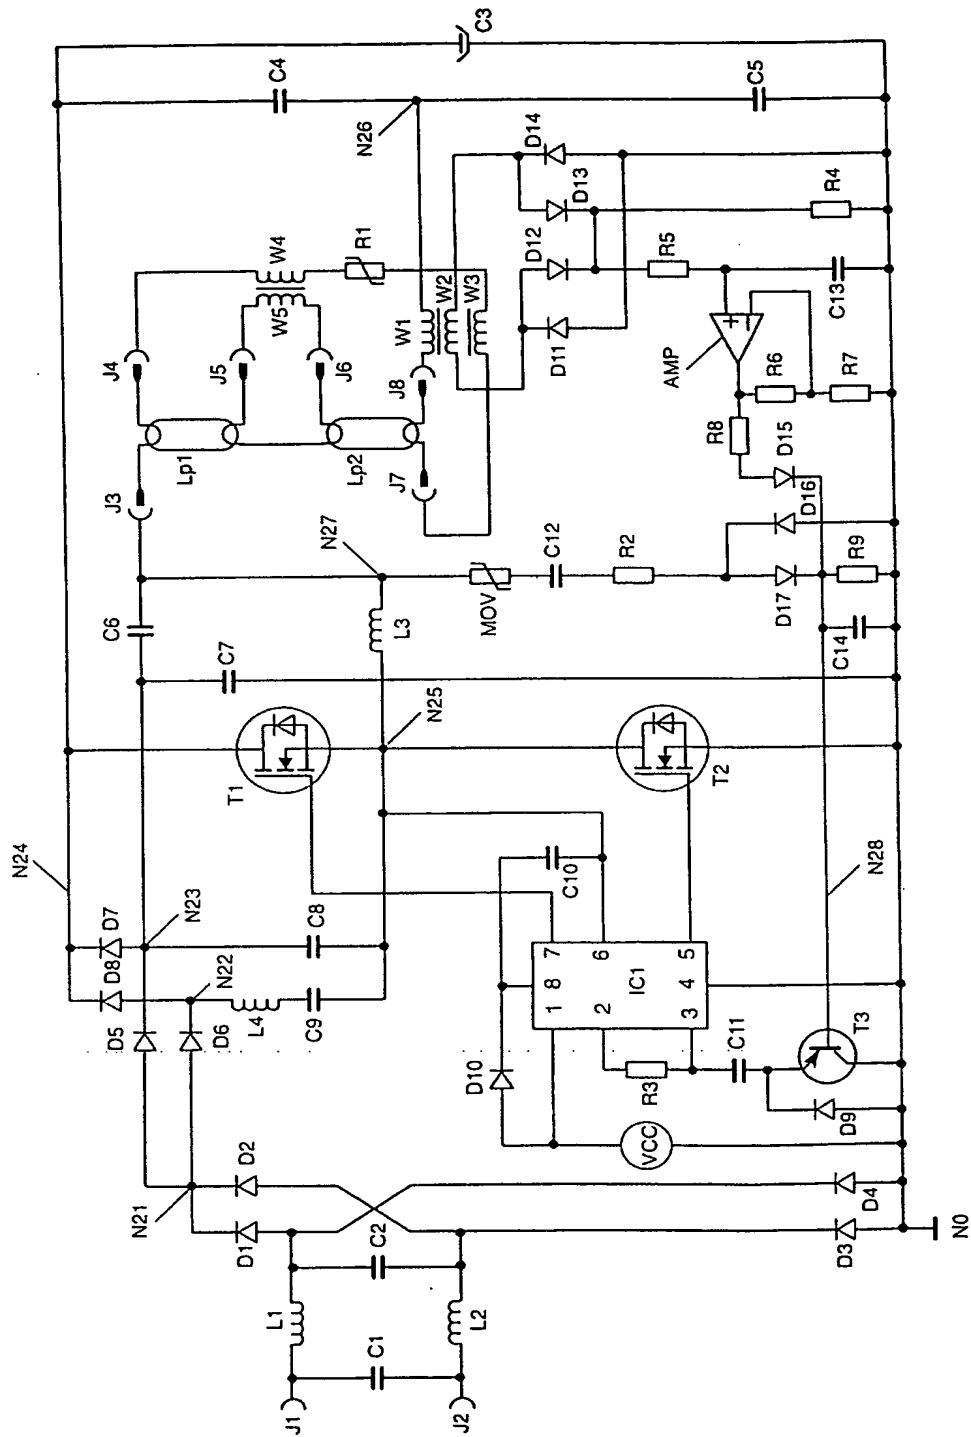 C3
C4
C5
N26
D14
D13
D12
D11
R4
R5
C13
W4
W5
R1
W1
W2
W3
J4
J5
J6
J8
J7
J3
Lp1
Lp2
AMP
+
−
R6
R7
R8
D15
D16
D17
R9
C14
N27
C6
C7
L3
MOV
C12
R2
N25
T1
T2
N24
N23
N22
D7
D8
D5
D6
C8
L4
C9
C10
N28
7
6
5
8
IC1
4
1
2
3
D10
R3
C11
T3
D9
VCC
N21
D2
D1
C2
D4
D3
N0
L1
L2
C1
J1
J2